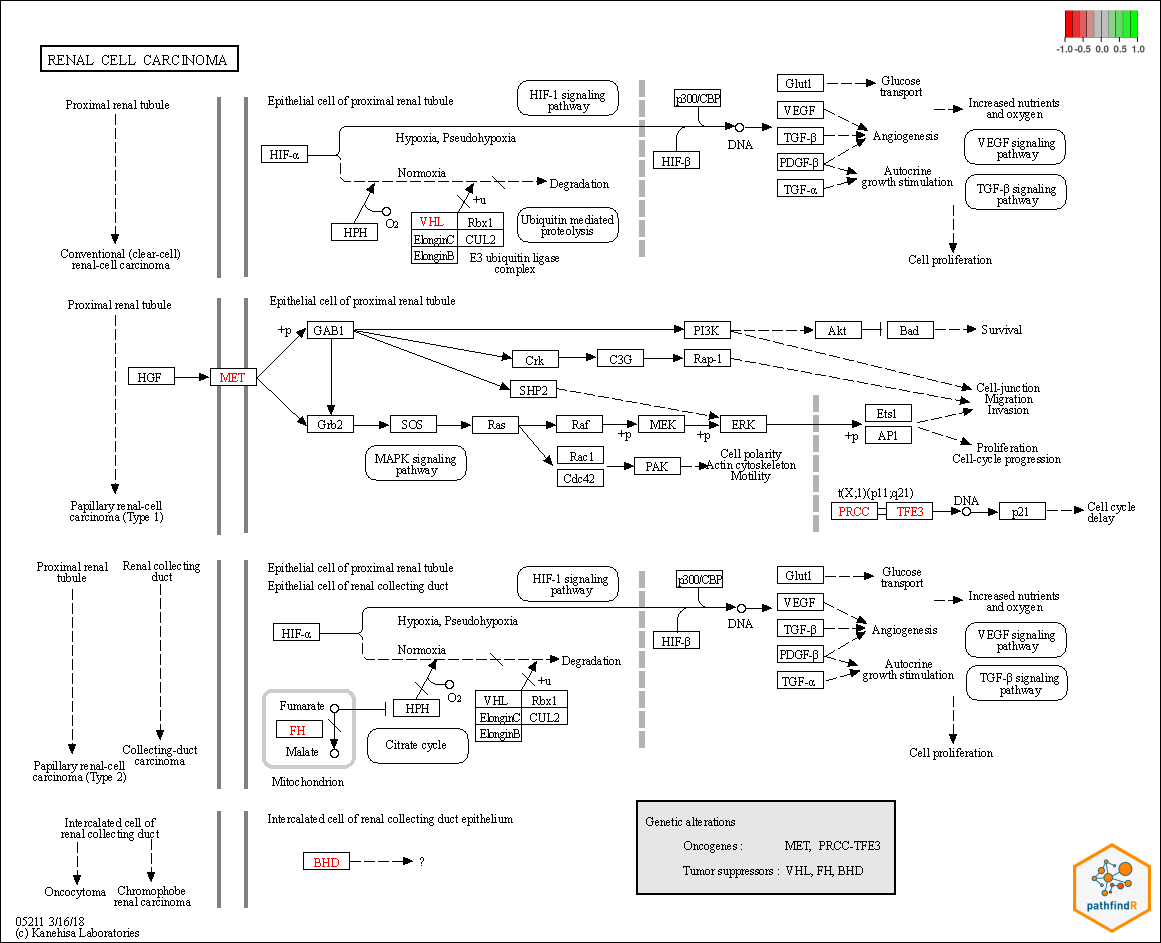 -1.0 -0.5 0.0 0.5 1.0
RENAL CELL CARCINOMA
Proximal renal tubule
Conventional (clear-cell)
renal-cell carcinoma
Epithelial cell of proximal renal tubule
HIF-1 signaling
pathway
HIF-α
Hypoxia, Pseudohypoxia
Normoxia
Degradation
HPH
O2
+u
VHL
Rbx1
ElonginC
CUL2
ElonginB
E3 ubiquitin ligase
complex
Ubiquitin mediated
proteolysis
p300/CBP
HIF-β
DNA
Glut1
VEGF
TGF-β
PDGF-β
TGF-α
Glucose
transport
Angiogenesis
Autocrine
growth stimulation
Increased nutrients
and oxygen
VEGF signaling
pathway
TGF-β signaling
pathway
Cell proliferation
Proximal renal tubule
Papillary renal-cell
carcinoma (Type 1)
Epithelial cell of proximal renal tubule
HGF
MET
+p
GAB1
PI3K
Akt
Bad
Survival
Crk
C3G
Rap-1
SHP2
Cell-junction
Migration
Invasion
Grb2
SOS
Ras
Raf
+p
MEK
+p
ERK
+p
Ets1
AP1
Proliferation
Cell-cycle progression
MAPK signaling
pathway
Rac1
Cdc42
PAK
Cell polarity
Actin cytoskeleton
Motility
t(X;1)(p11;q21)
PRCC
TFE3
DNA
p21
Cell cycle
delay
Proximal renal
tubule
Renal collecting
duct
Papillary renal-cell
carcinoma (Type 2)
Collecting-duct
carcinoma
Epithelial cell of proximal renal tubule
Epithelial cell of renal collecting duct
HIF-1 signaling
pathway
HIF-α
Hypoxia, Pseudohypoxia
Normoxia
Degradation
Fumarate
FH
Malate
Mitochondrion
HPH
O2
+u
VHL
Rbx1
ElonginC
CUL2
ElonginB
Citrate cycle
p300/CBP
HIF-β
DNA
Glut1
VEGF
TGF-β
PDGF-β
TGF-α
Glucose
transport
Angiogenesis
Autocrine
growth stimulation
Increased nutrients
and oxygen
VEGF signaling
pathway
TGF-β signaling
pathway
Cell proliferation
Intercalated cell of
renal collecting duct
Oncocytoma
Chromophobe
renal carcinoma
Intercalated cell of renal collecting duct epithelium
BHD
?
Genetic alterations
Oncogenes : MET, PRCC-TFE3
Tumor suppressors : VHL, FH, BHD
05211 3/16/18
(c) Kanehisa Laboratories
pathfindR